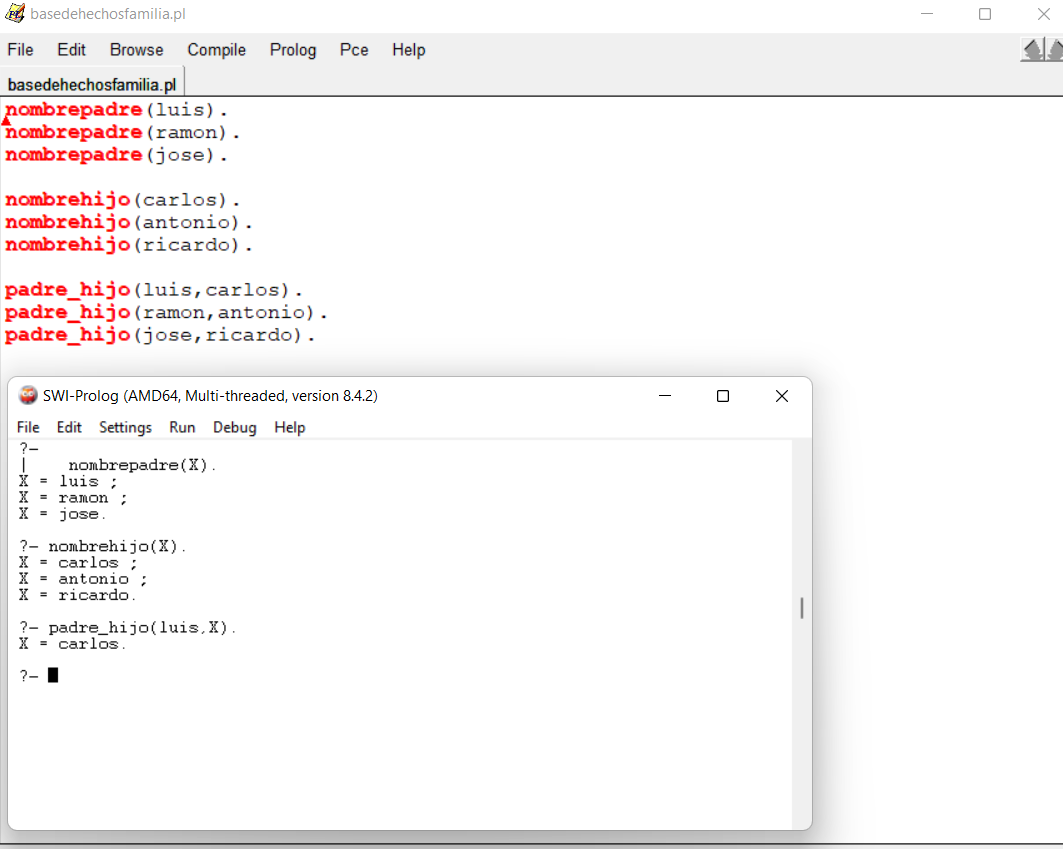 basedehechosfamilia.pl
File Edit Browse Compile Prolog Pce Help
basedehechosfamilia.pl
nombrepadre(luis).
nombrepadre(ramon).
nombrepadre(jose).
nombrehijo(carlos).
nombrehijo(antonio).
nombrehijo(ricardo).
padre_hijo(luis,carlos).
padre_hijo(ramon,antonio).
padre_hijo(jose,ricardo).
SWI-Prolog (AMD64, Multi-threaded, version 8.4.2)
File Edit Settings Run Debug Help
?-
|    nombrepadre(X).
X = luis ;
X = ramon ;
X = jose.
?- nombrehijo(X).
X = carlos ;
X = antonio ;
X = ricardo.
?- padre_hijo(luis,X).
X = carlos.
?-